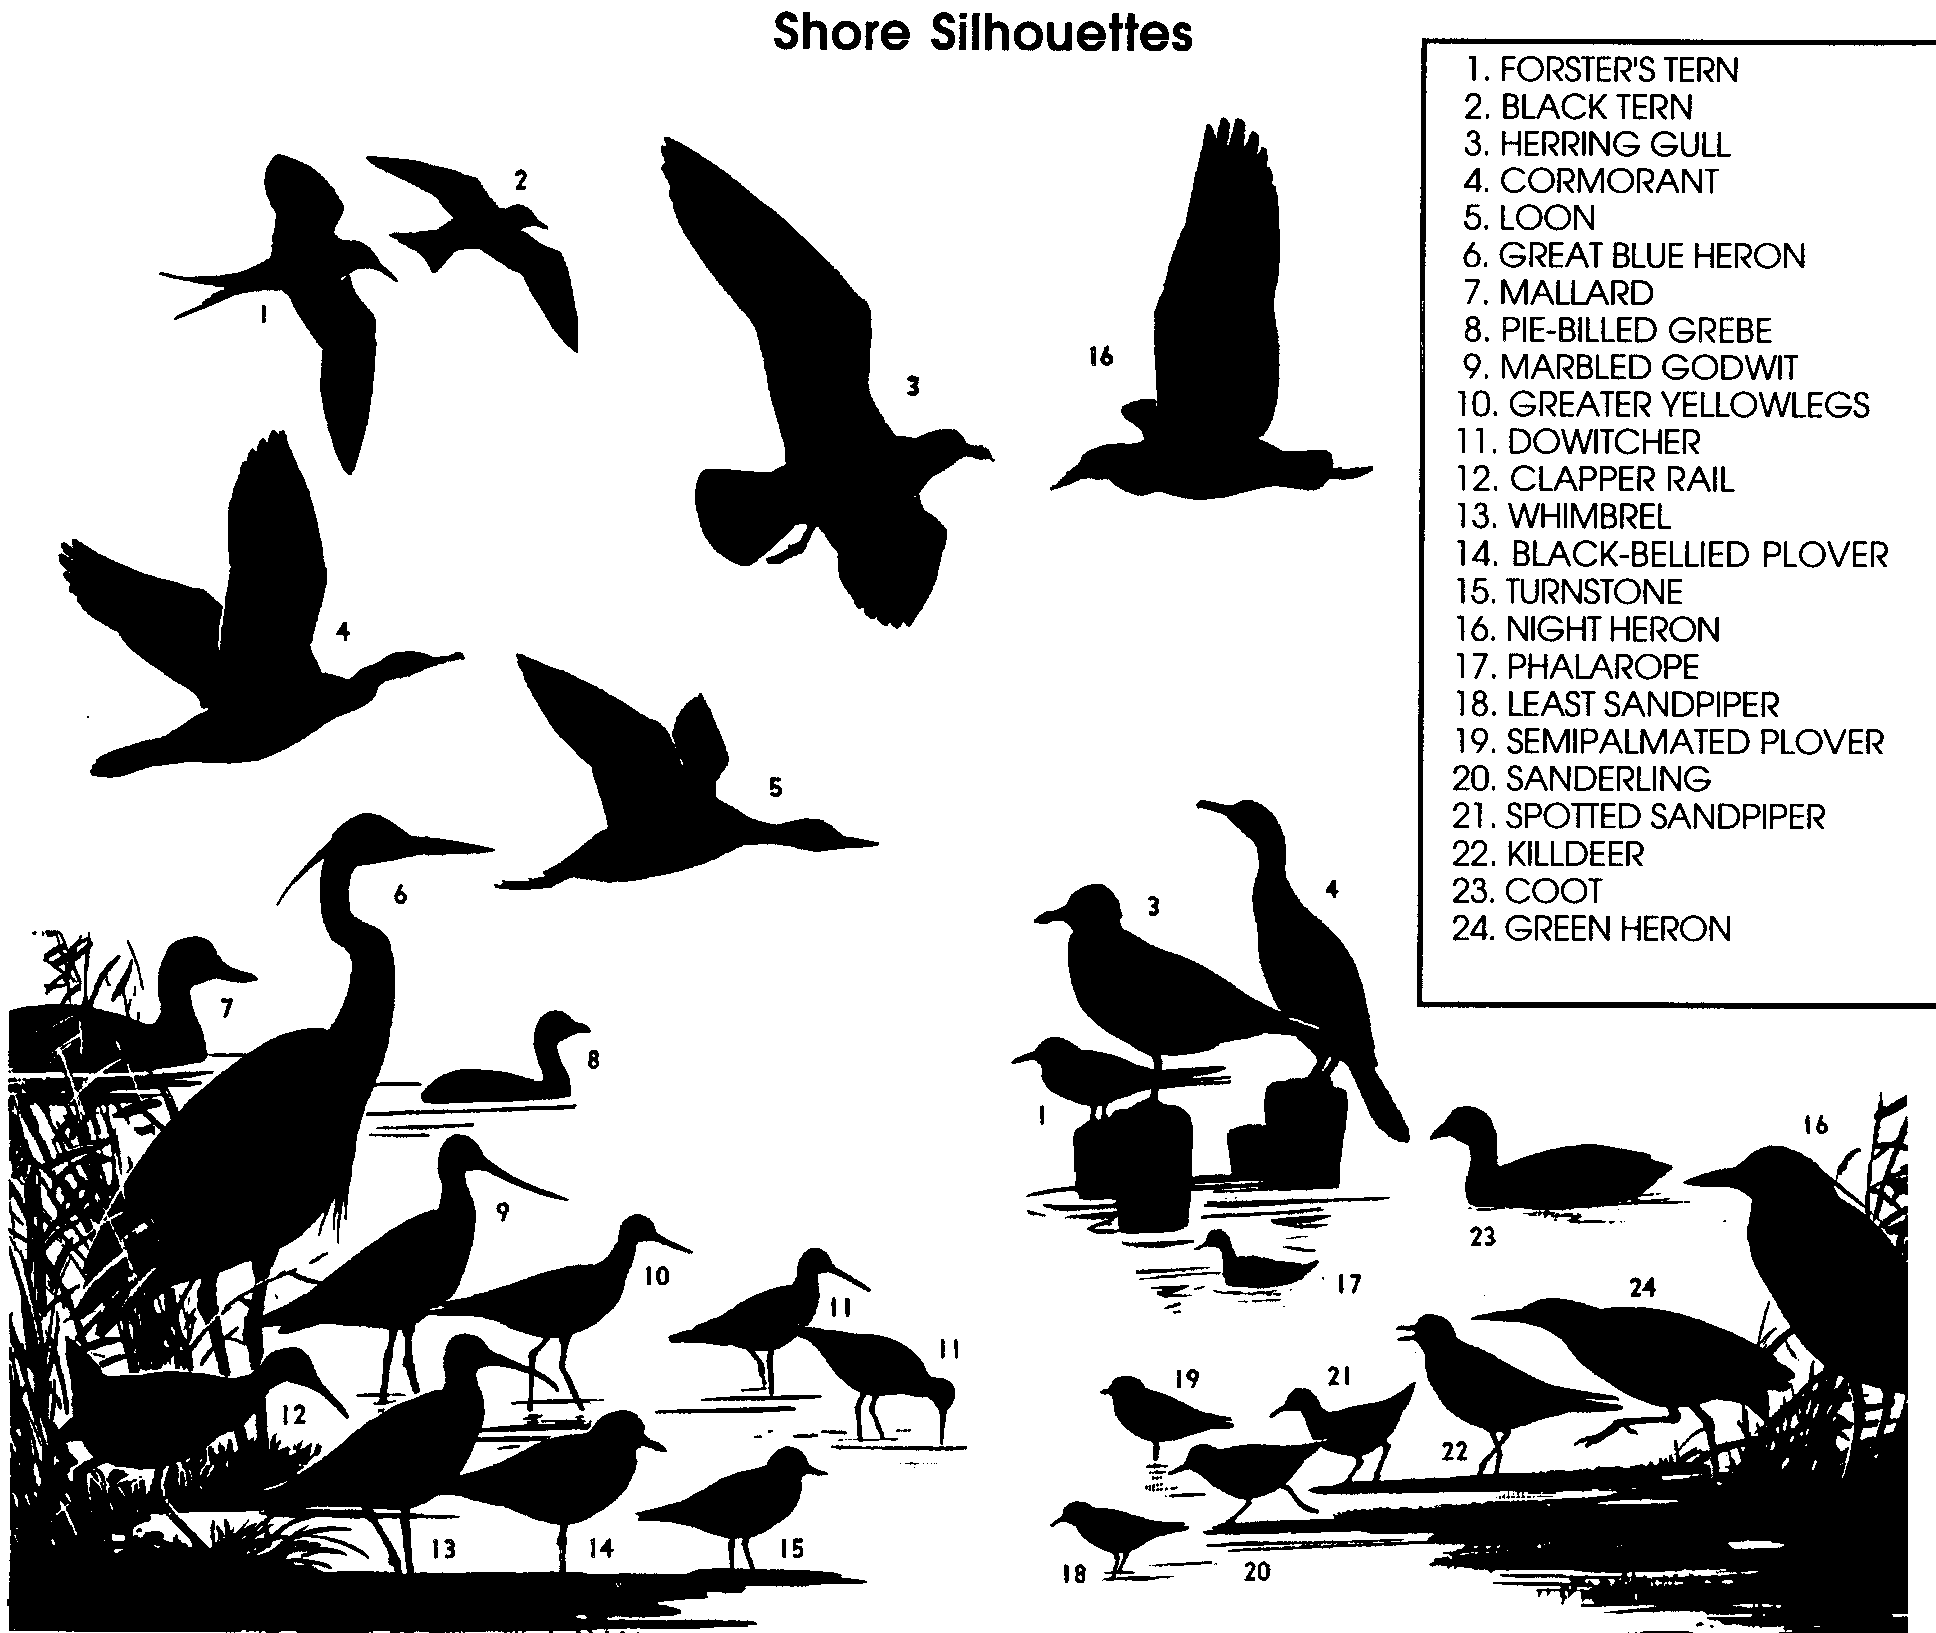 Shore Silhouettes
1. FORSTER'S TERN
2. BLACK TERN
3. HERRING GULL
4. CORMORANT
5. LOON
6. GREAT BLUE HERON
7. MALLARD
8. PIE-BILLED GREBE
9. MARBLED GODWIT
10. GREATER YELLOWLEGS
11. DOWITCHER
12. CLAPPER RAIL
13. WHIMBREL
14. BLACK-BELLIED PLOVER
15. TURNSTONE
16. NIGHT HERON
17. PHALAROPE
18. LEAST SANDPIPER
19. SEMIPALMATED PLOVER
20. SANDERLING
21. SPOTTED SANDPIPER
22. KILLDEER
23. COOT
24. GREEN HERON
2
1
16
3
4
5
6
3
4
7
8
1
16
9
23
10
17
11
24
11
19
21
12
22
13
14
15
18
20